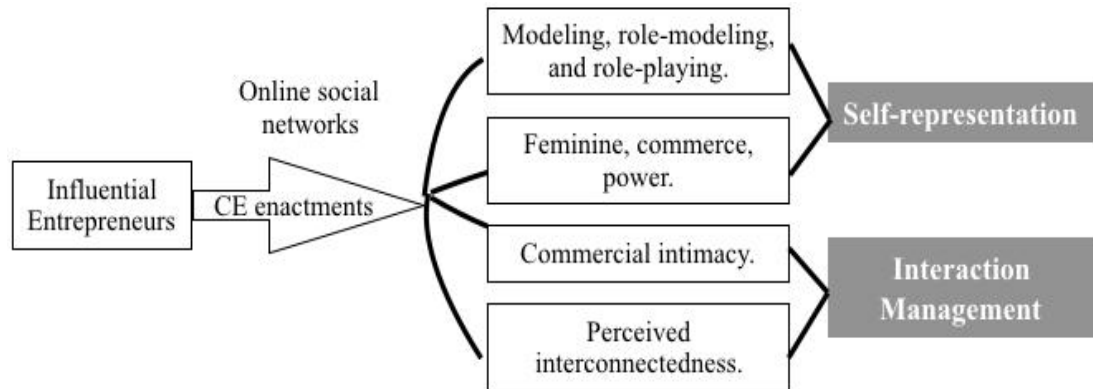 Influential
Entrepreneurs
Online social
networks
CE enactments
Modeling, role-modeling,
and role-playing.
Feminine, commerce,
power.
Commercial intimacy.
Perceived
interconnectedness.
Self-representation
Interaction
Management